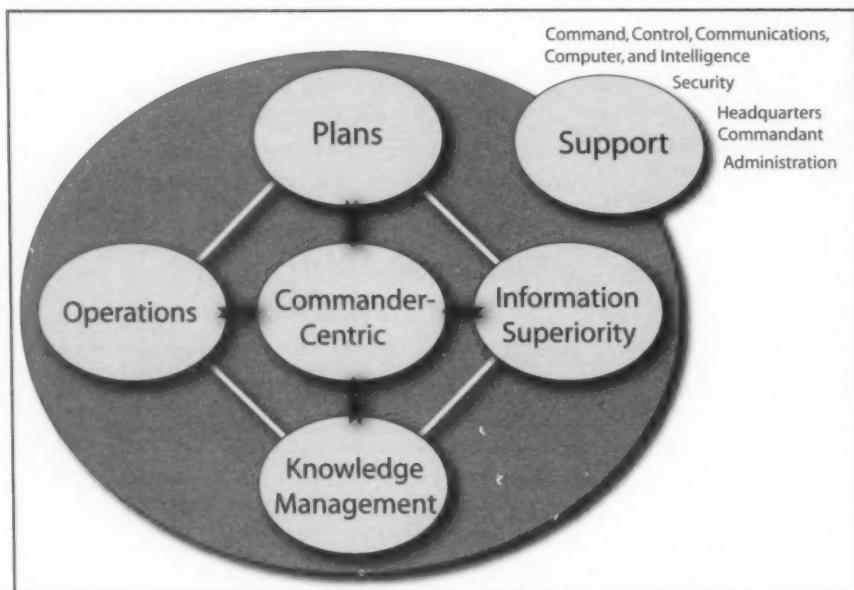 Command, Control, Communications,
Computer, and Intelligence
Security
Headquarters
Commandant
Administration
Support
Plans
Operations
Commander-
Centric
Information
Superiority
Knowledge
Management